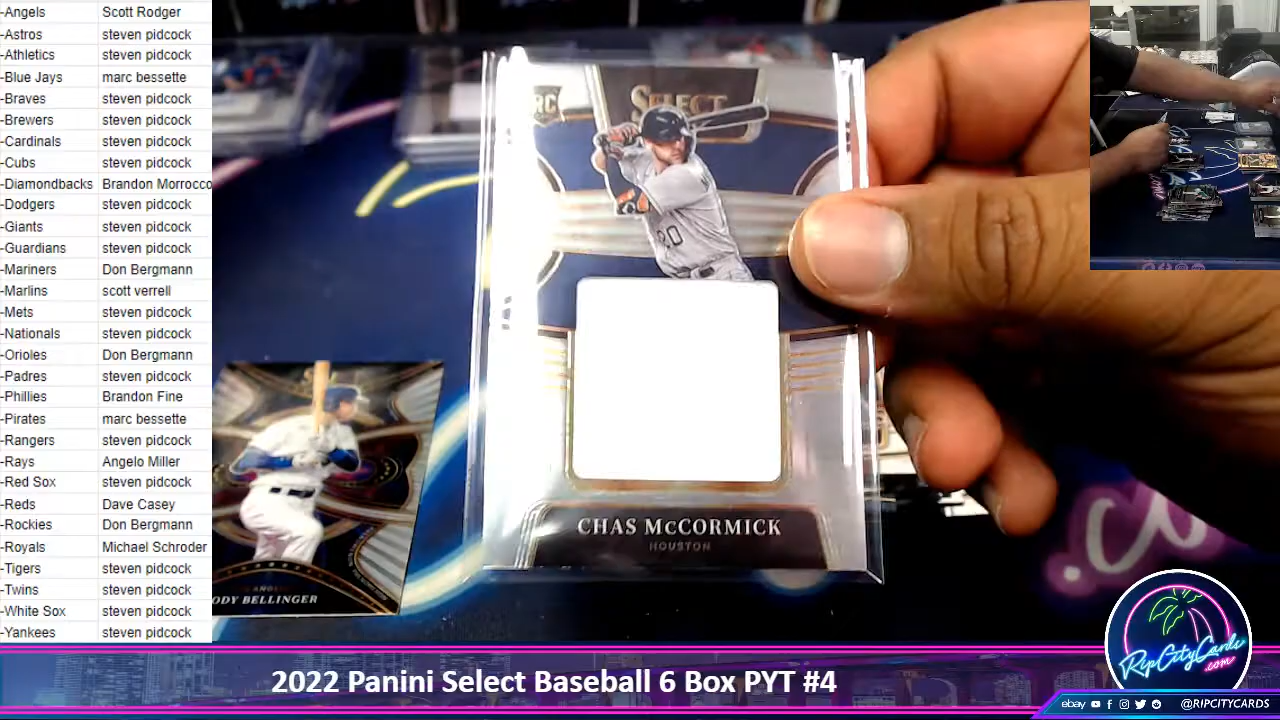 -Angels Scott Rodger
-Astros steven pidcock
-Athletics steven pidcock
-Blue Jays marc bessette
-Braves steven pidcock
-Brewers steven pidcock
-Cardinals steven pidcock
-Cubs steven pidcock
-Diamondbacks Brandon Morrocco
-Dodgers steven pidcock
-Giants steven pidcock
-Guardians steven pidcock
-Mariners Don Bergmann
-Marlins scott verrell
-Mets steven pidcock
-Nationals steven pidcock
-Orioles Don Bergmann
-Padres steven pidcock
-Phillies Brandon Fine
-Pirates marc bessette
-Rangers steven pidcock
-Rays Angelo Miller
-Red Sox steven pidcock
-Reds Dave Casey
-Rockies Don Bergmann
-Royals Michael Schroder
-Tigers steven pidcock
-Twins steven pidcock
-White Sox steven pidcock
-Yankees steven pidcock
RC
SELECT
20
CHAS McCORMICK
HOUSTON
ODY BELLINGER
.co
RipCityCards
.com
2022 Panini Select Baseball 6 Box PYT #4
ebay
@RIPCITYCARDS